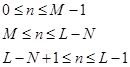 0 ≤ n ≤ M − 1
M ≤ n ≤ L − N
L − N + 1 ≤ n ≤ L − 1